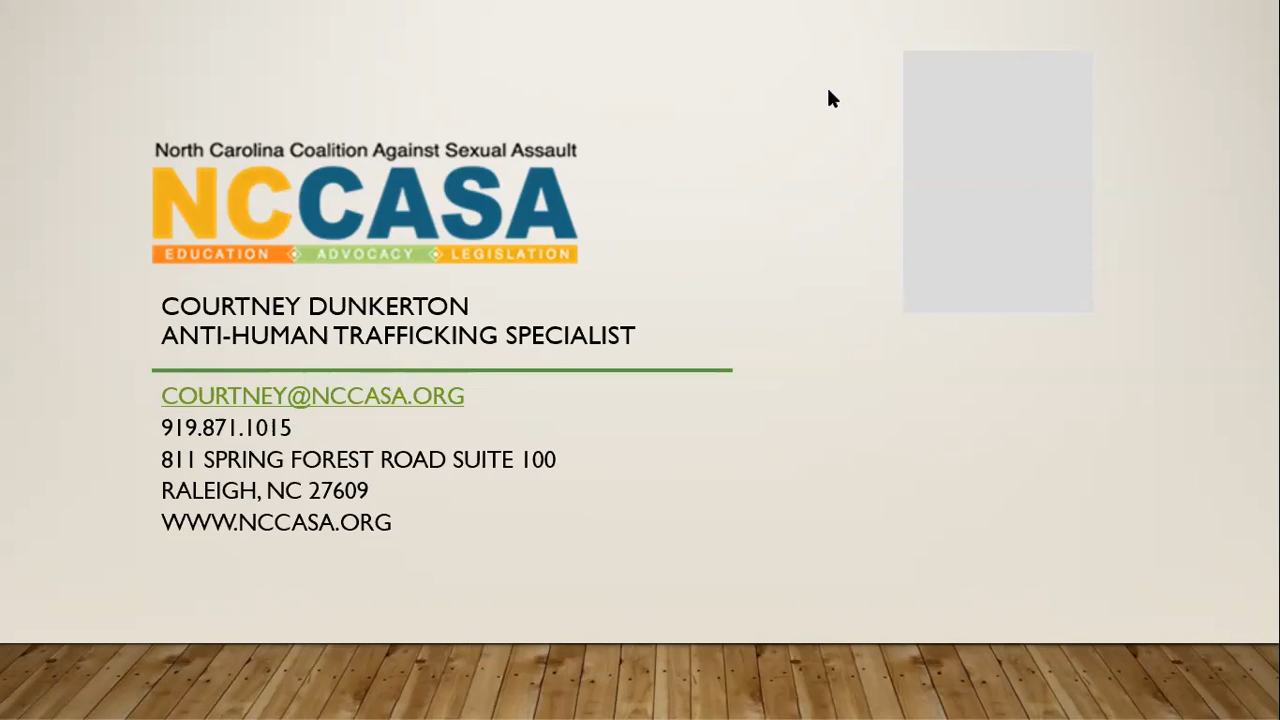 North Carolina Coalition Against Sexual Assault
NCCASA
EDUCATION ADVOCACY LEGISLATION
COURTNEY DUNKERTON
ANTI-HUMAN TRAFFICKING SPECIALIST
COURTNEY@NCCASA.ORG
919.871.1015
811 SPRING FOREST ROAD SUITE 100
RALEIGH, NC 27609
WWW.NCCASA.ORG